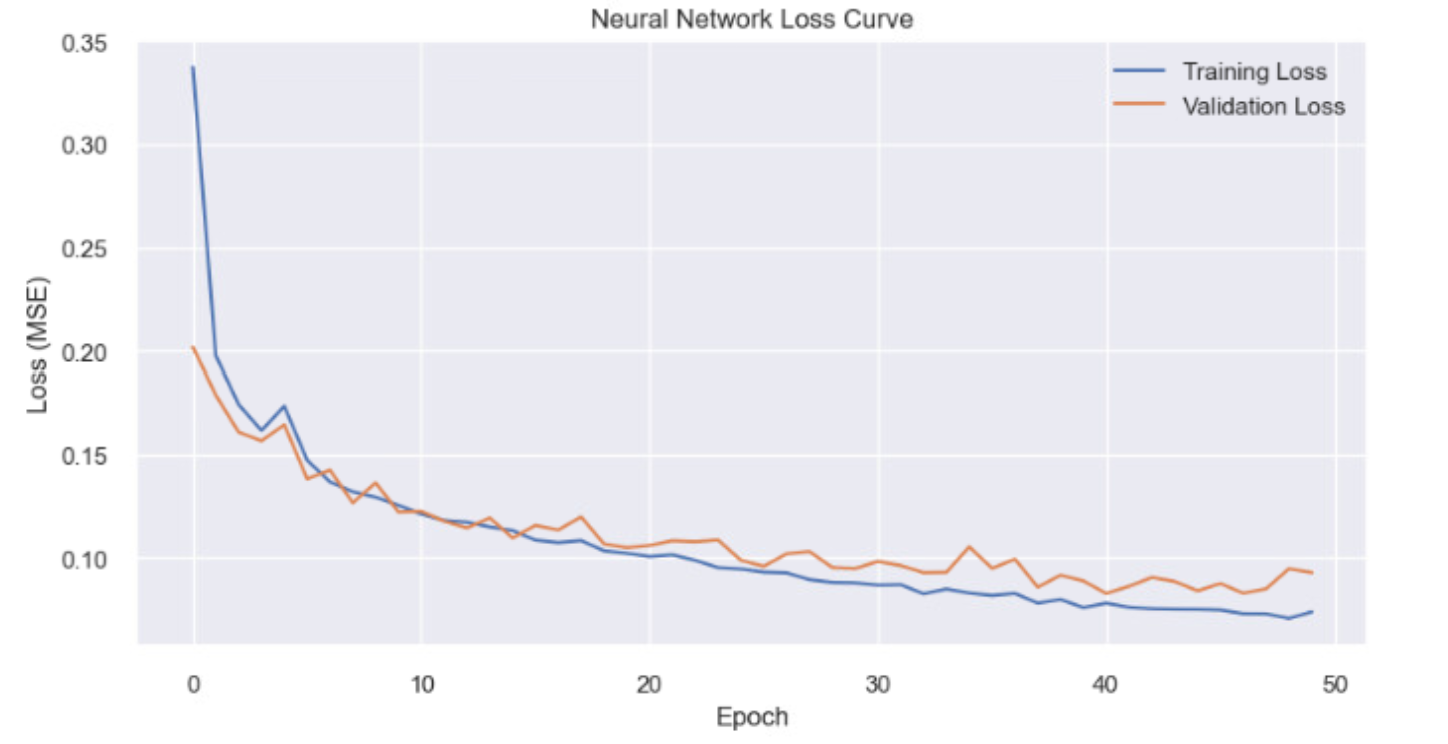 Neural Network Loss Curve
Training Loss
Validation Loss
0.35
0.30
0.25
0.20
0.15
0.10
Loss (MSE)
0 10 20 30 40 50
Epoch